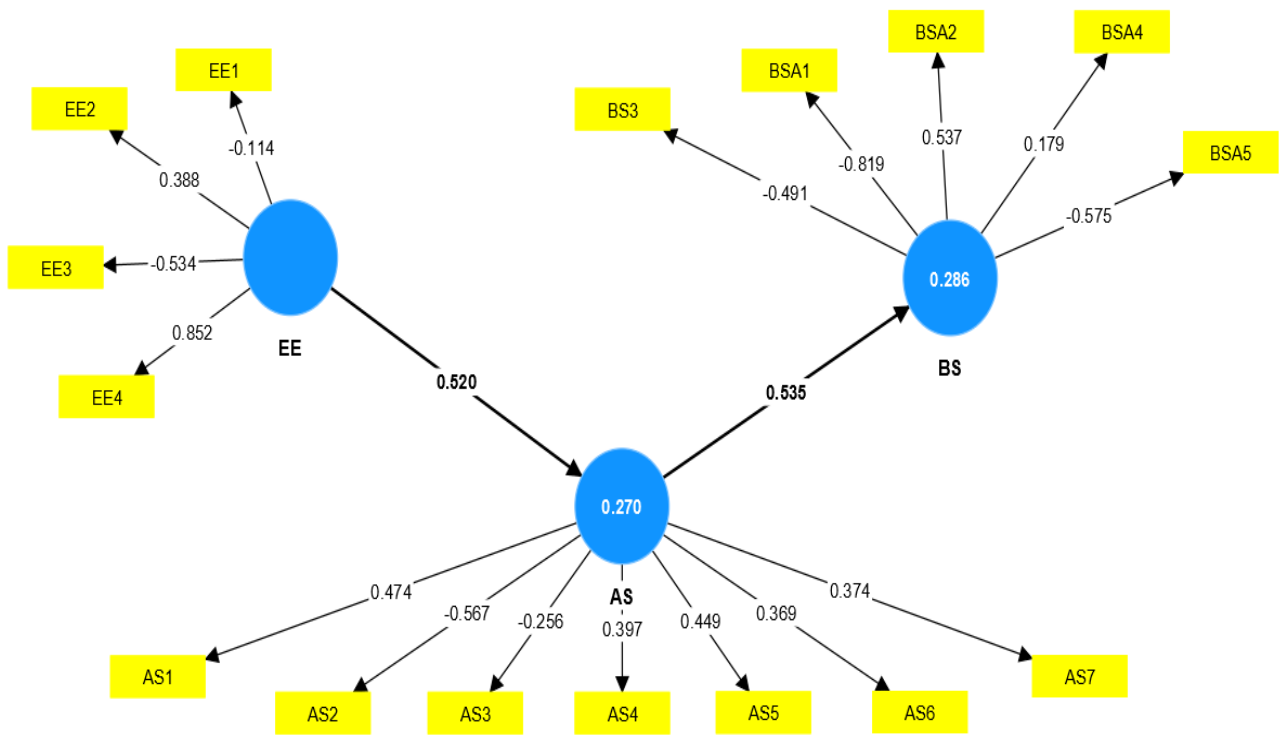 BSA2
BSA4
EE1
BSA1
EE2
BS3
BSA5
-0.114
0.388
0.537
0.179
-0.819
-0.491
-0.575
EE3
-0.534
0.286
0.852
EE
BS
EE4
0.520
0.535
0.270
AS
0.474
-0.567
-0.256
0.397
0.449
0.369
0.374
AS1
AS2
AS3
AS4
AS5
AS6
AS7